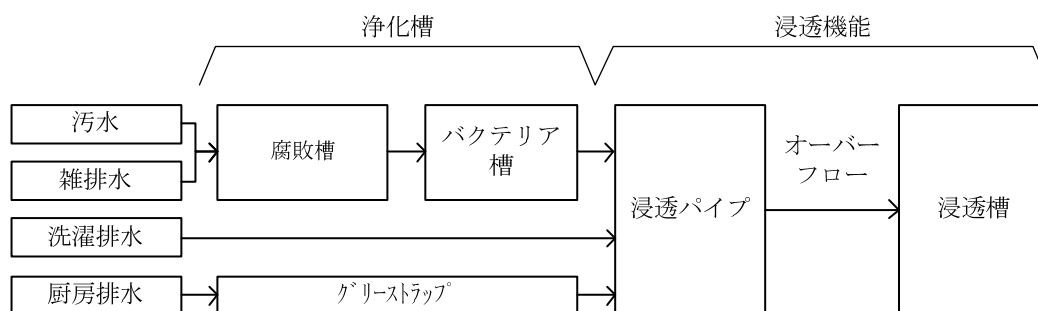 浄化槽
浸透機能
汚水
雑排水
洗濯排水
厨房排水
腐敗槽
バクテリア
槽
グリーストラップ
浸透パイプ
オーバー
フロー
浸透槽